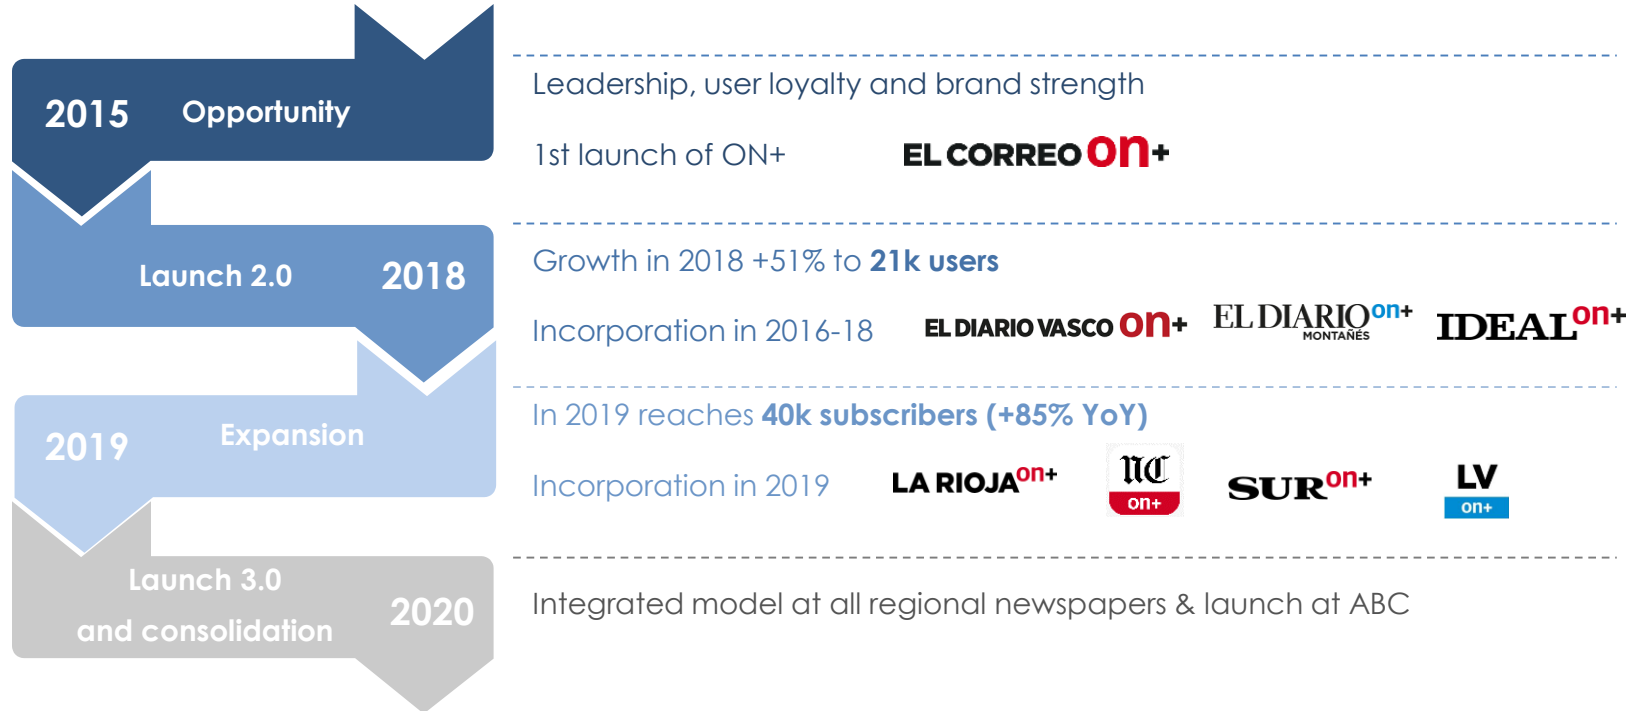 2015 Opportunity
Leadership, user loyalty and brand strength
1st launch of ON+
EL CORREO on+
Launch 2.0 2018
Growth in 2018 +51% to 21k users
Incorporation in 2016-18
EL DIARIO VASCO on+
EL DIARIO on+
MONTAÑÉS
IDEAL on+
2019 Expansion
In 2019 reaches 40k subscribers (+85% YoY)
Incorporation in 2019
LA RIOJA on+
NC
on+
SUR on+
LV
on+
Launch 3.0
and consolidation
2020
Integrated model at all regional newspapers & launch at ABC